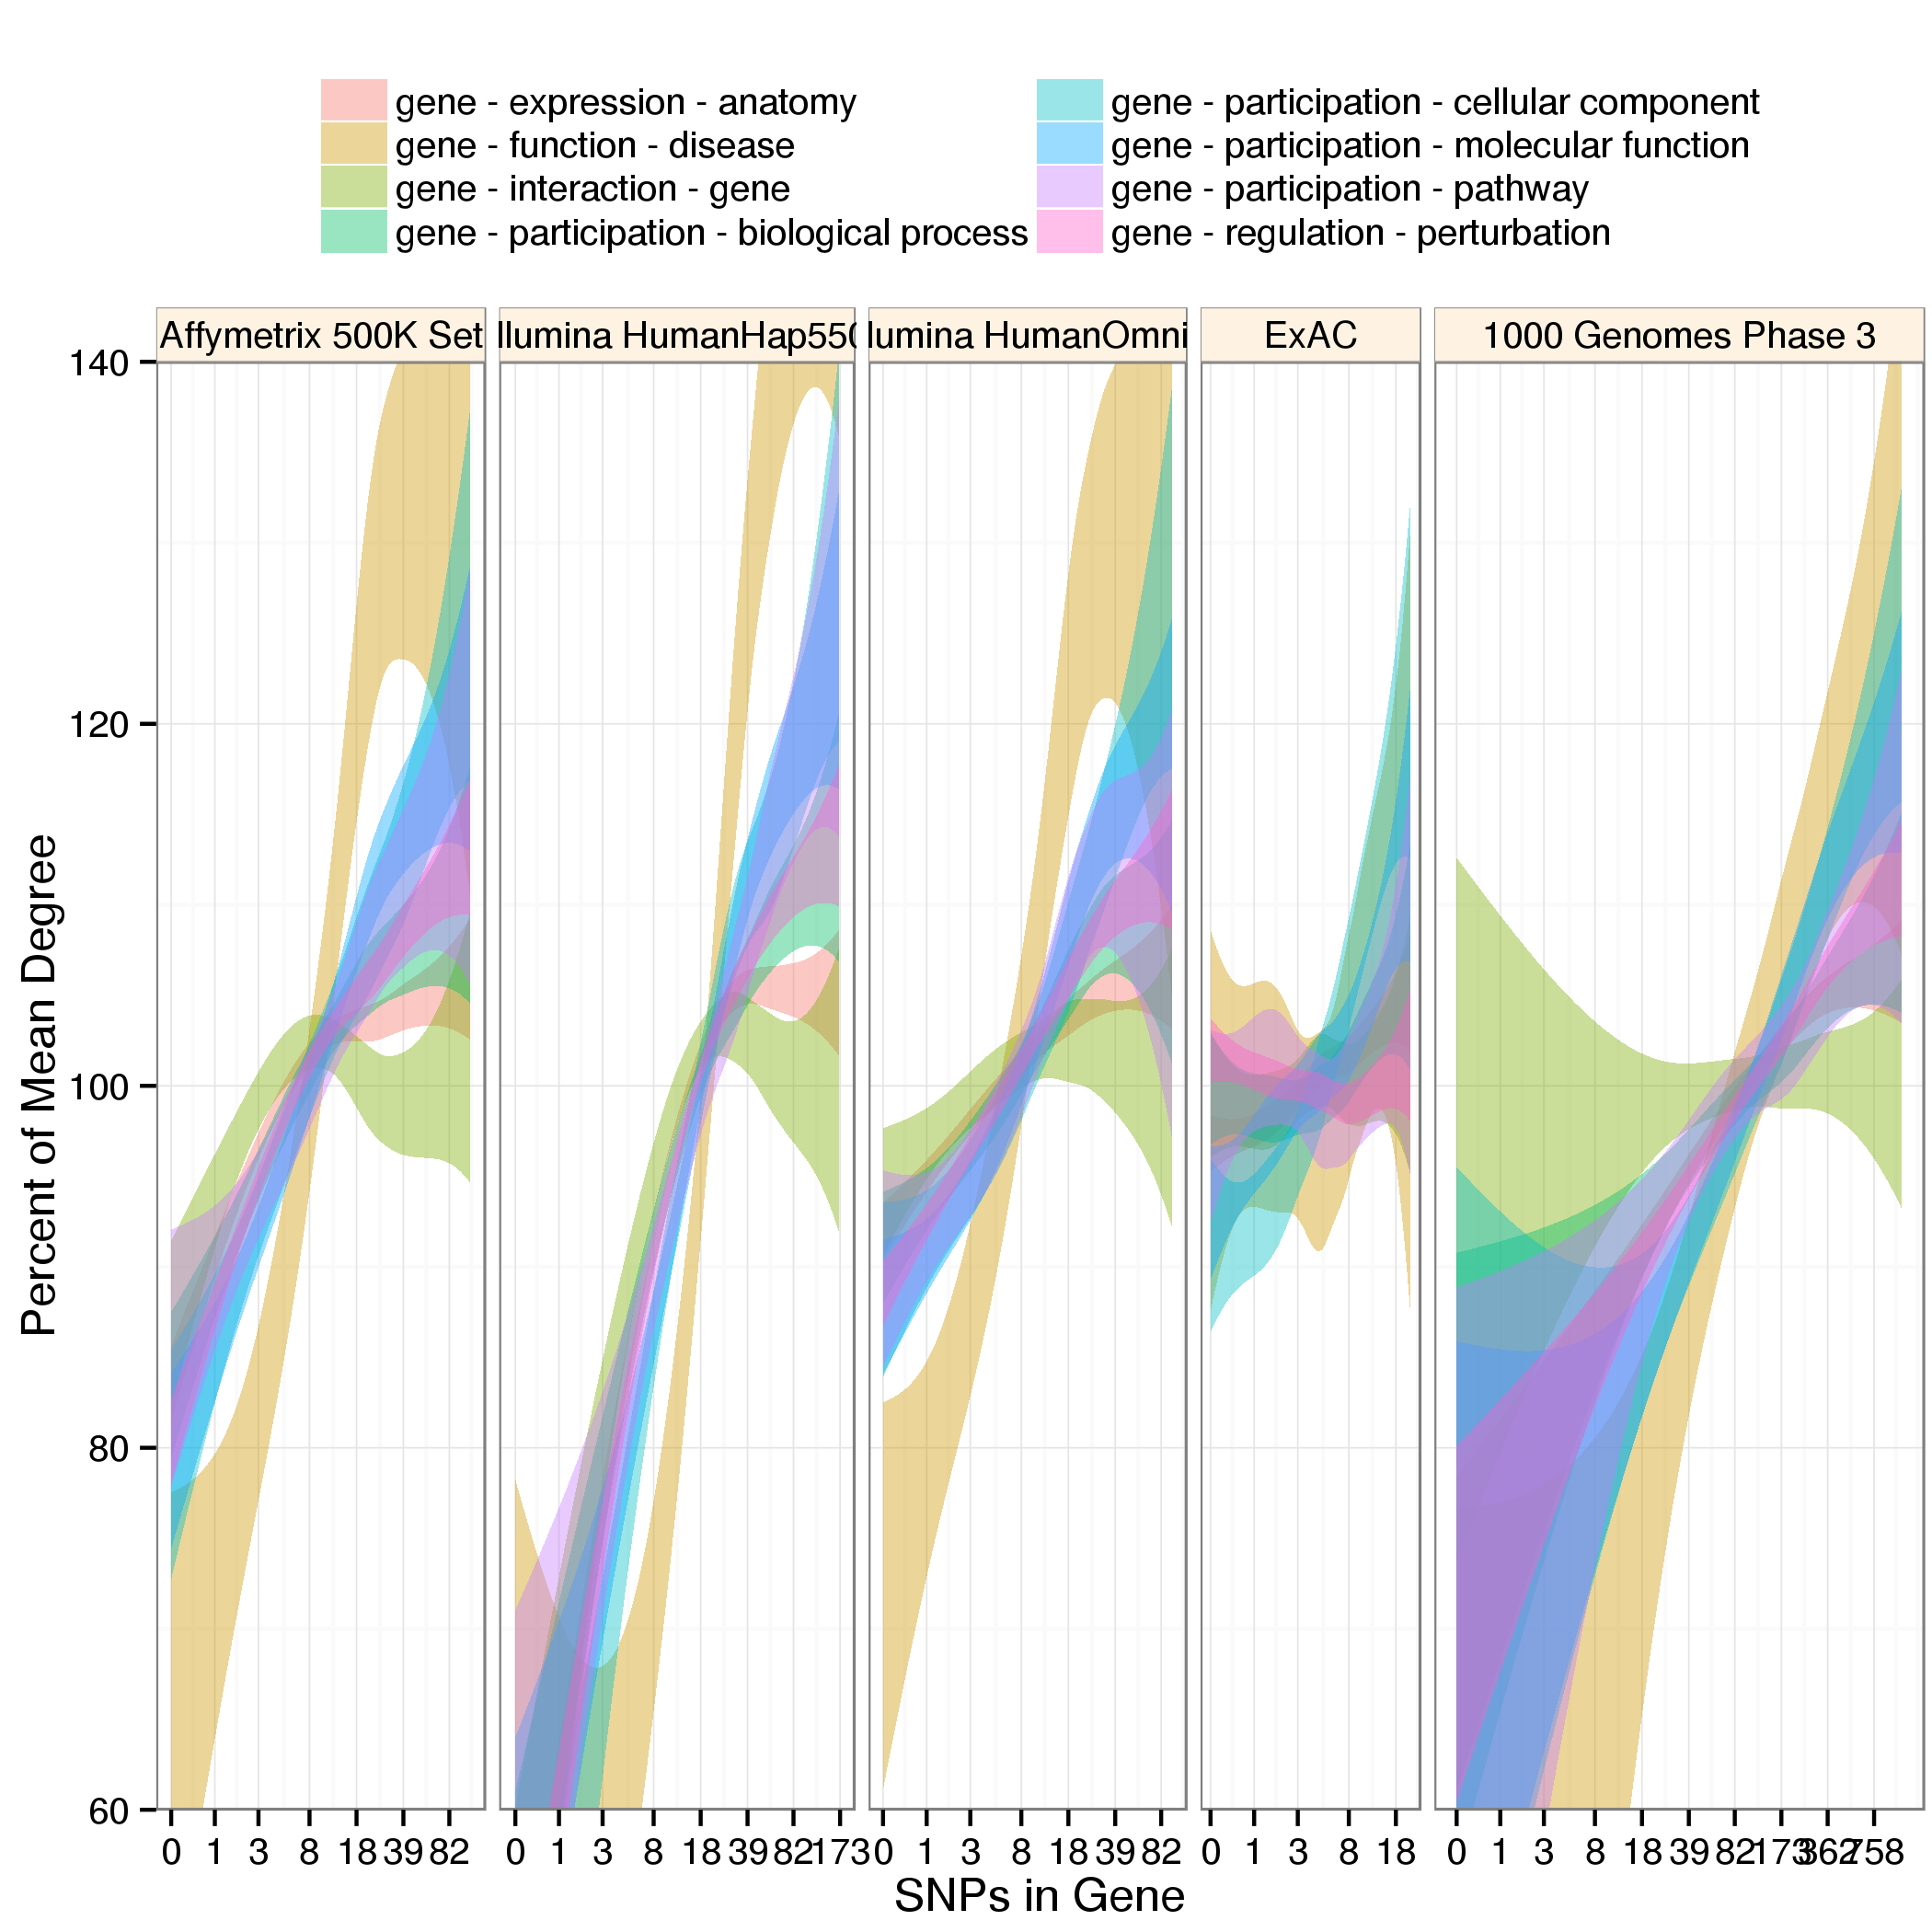 gene - expression - anatomy
gene - function - disease
gene - interaction - gene
gene - participation - biological process
gene - participation - cellular component
gene - participation - molecular function
gene - participation - pathway
gene - regulation - perturbation
Affymetrix 500K Set
llumina HumanHap550
lumina HumanOmni
ExAC
1000 Genomes Phase 3
140
120
100
80
60
Percent of Mean Degree
0 1 3 8 18 39 82
0 1 3 8 18 39 82 173
0 1 3 8 18 39 82
0 1 3 8 18
0 1 3 8 18 39 82 173 362 758
SNPs in Gene